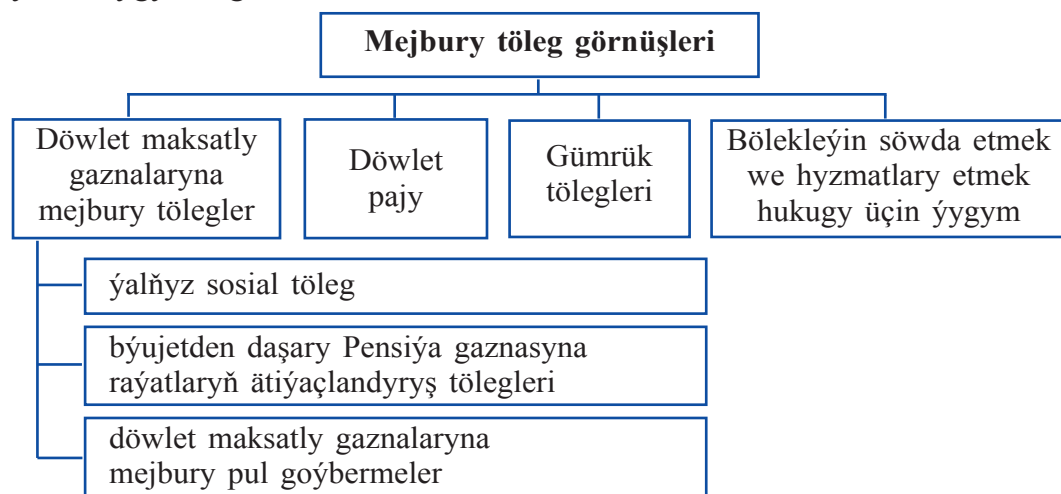 Mejbury töleg görnüşleri
Döwlet maksatly
gaznalaryna
mejbury tölegler
Döwlet
pajy
Gümrük
tölegleri
Bölekleýin söwda etmek
we hyzmatlary etmek
hukugy üçin ýygym
ýalňyz sosial töleg
býujetden daşary Pensiýa gaznasyna
raýatlaryň ätiýaçlandyryş tölegleri
döwlet maksatly gaznalaryna
mejbury pul goýbermeler